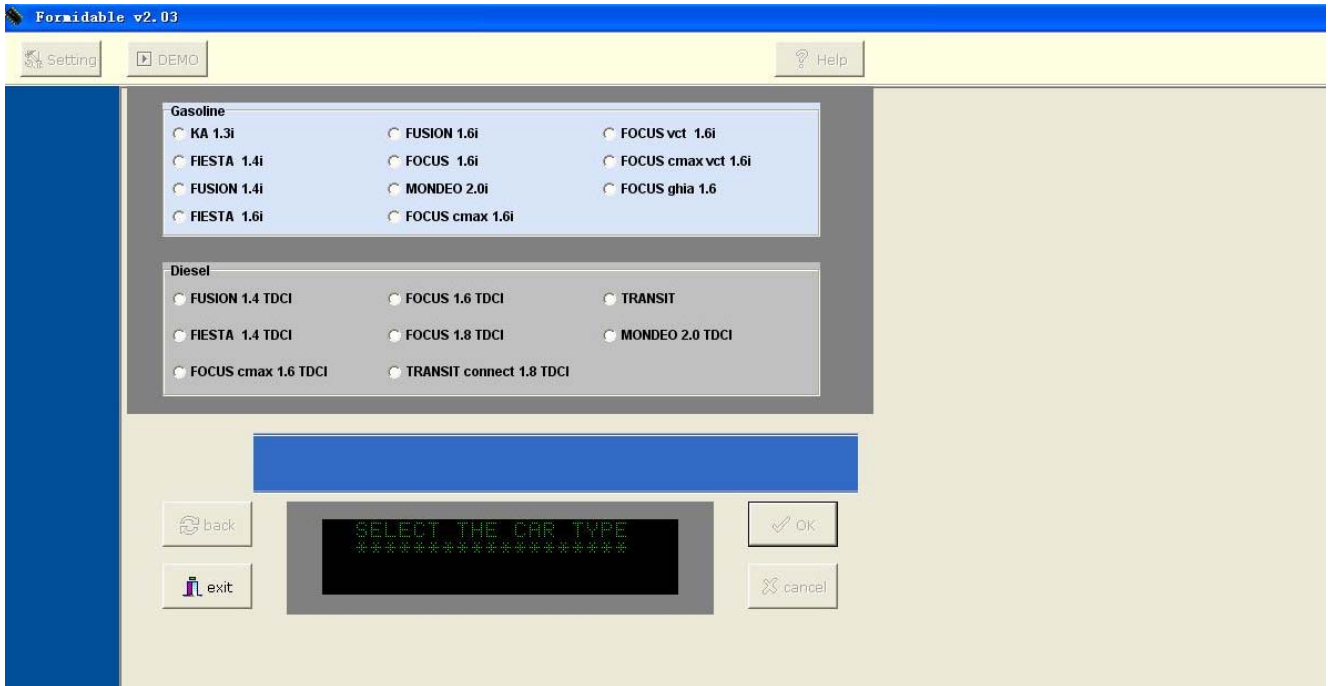 Formidable v2.03
Setting DEMO Help
Gasoline
KA 1.3i FUSION 1.6i FOCUS vct 1.6i
FIESTA 1.4i FOCUS 1.6i FOCUS cmax vct 1.6i
FUSION 1.4i MONDEO 2.0i FOCUS ghia 1.6
FIESTA 1.6i FOCUS cmax 1.6i
Diesel
FUSION 1.4 TDCI FOCUS 1.6 TDCI TRANSIT
FIESTA 1.4 TDCI FOCUS 1.8 TDCI MONDEO 2.0 TDCI
FOCUS cmax 1.6 TDCI TRANSIT connect 1.8 TDCI
back SELECT THE CAR TYPE OK
*******************
exit cancel